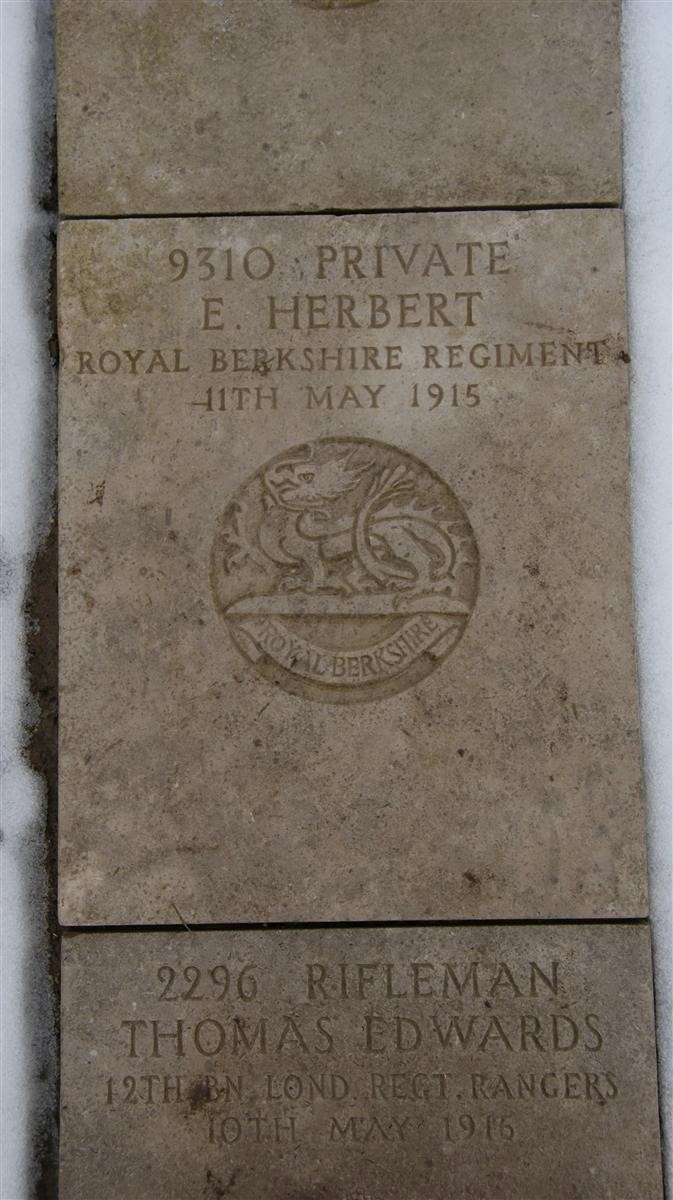 9310 PRIVATE
E. HERBERT
ROYAL BERKSHIRE REGIMENT
11TH MAY 1915
ROYAL BERKSHIRE
2296 RIFLEMAN
THOMAS EDWARDS
12TH BN. LOND. REGT. RANGERS
10TH MAY 1915